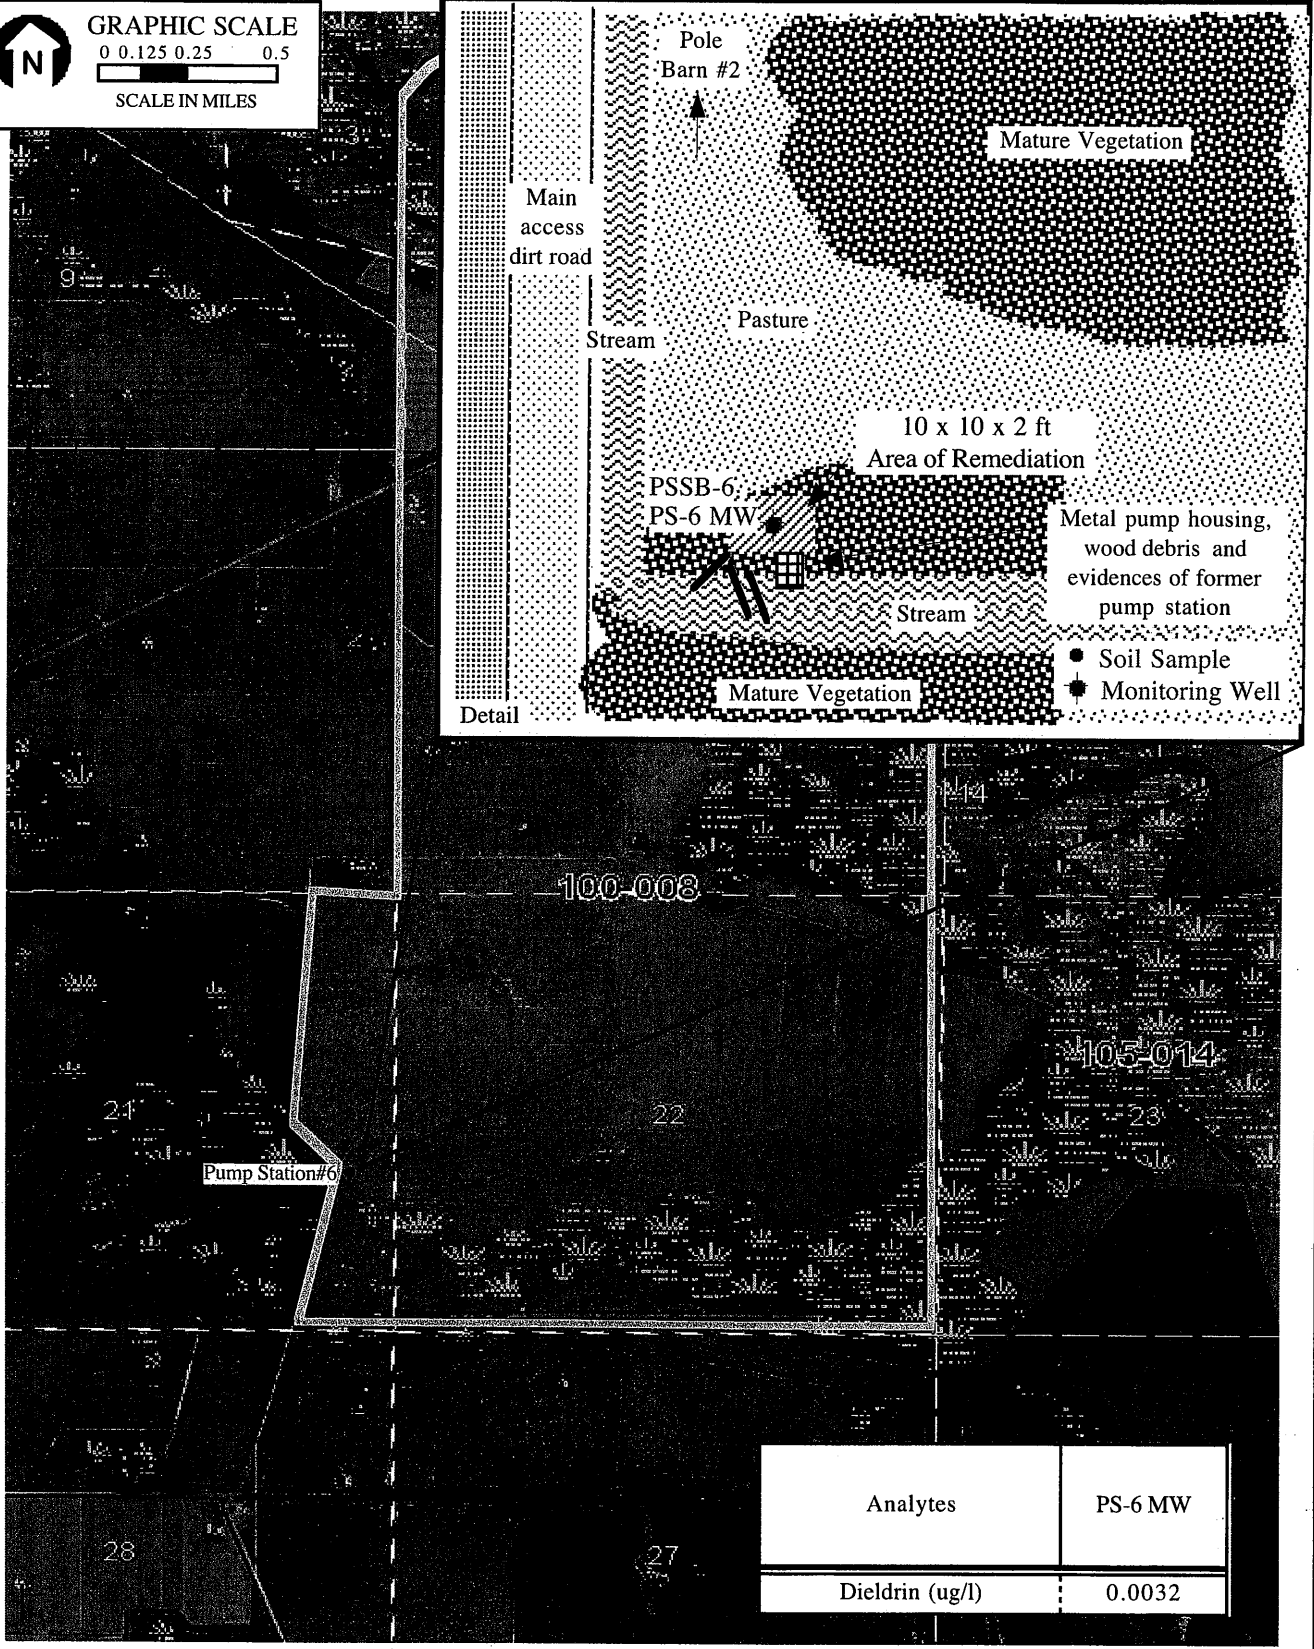 N
GRAPHIC SCALE
0 0.125 0.25 0.5
SCALE IN MILES
Pole
Barn #2
Mature Vegetation
Main
access
dirt road
Stream
Pasture
10 x 10 x 2 ft
Area of Remediation
PSSB-6
PS-6 MW
Metal pump housing,
wood debris and
evidences of former
pump station
Stream
Soil Sample
Monitoring Well
Mature Vegetation
Detail
3
9
14
100-008
105-014
21
22
23
Pump Station#6
28
27
Analytes PS-6 MW
Dieldrin (ug/l) 0.0032